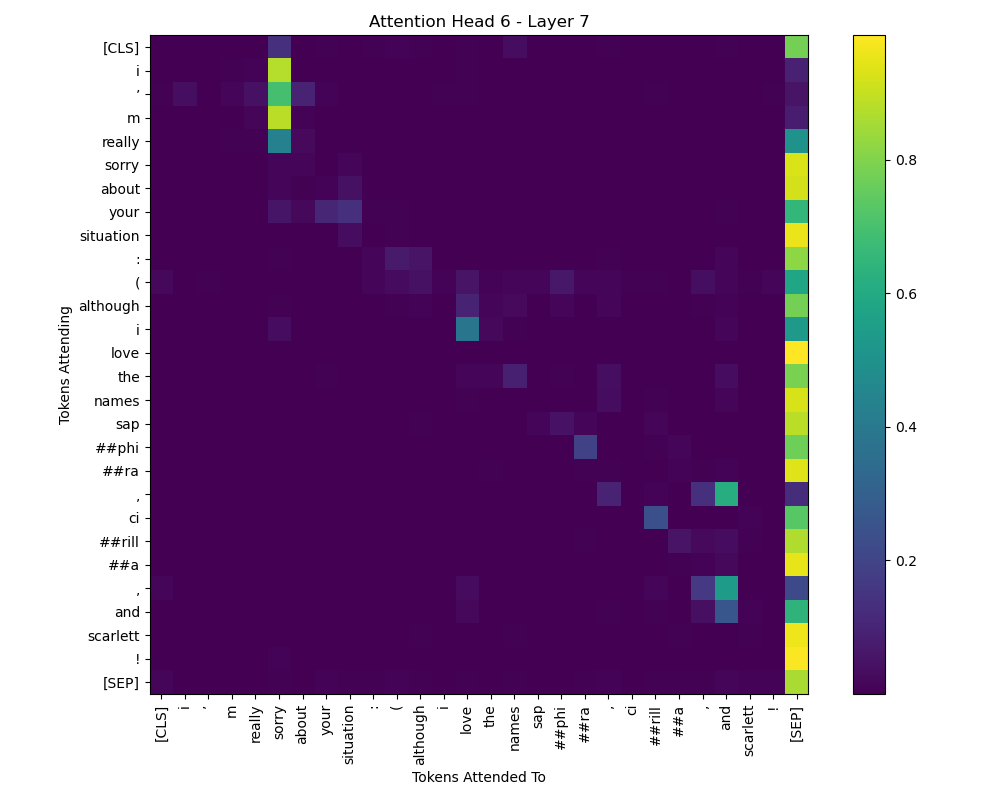 Attention Head 6 - Layer 7
Tokens Attending
[CLS]
i
’
m
really
sorry
about
your
situation
:
(
although
i
love
the
names
sap
##phi
##ra
,
ci
##rill
##a
,
and
scarlett
!
[SEP]
[CLS]
i
’
m
really
sorry
about
your
situation
:
(
although
i
love
the
names
sap
##phi
##ra
,
ci
##rill
##a
,
and
scarlett
!
[SEP]
Tokens Attended To
0.8
0.6
0.4
0.2